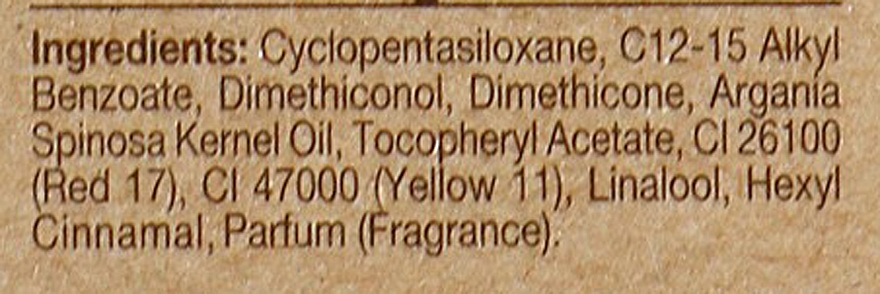 Ingredients: Cyclopentasiloxane, C12-15 Alkyl
Benzoate, Dimethiconol, Dimethicone, Argania
Spinosa Kernel Oil, Tocopheryl Acetate, CI 26100
(Red 17), CI 47000 (Yellow 11), Linalool, Hexyl
Cinnamal, Parfum (Fragrance).